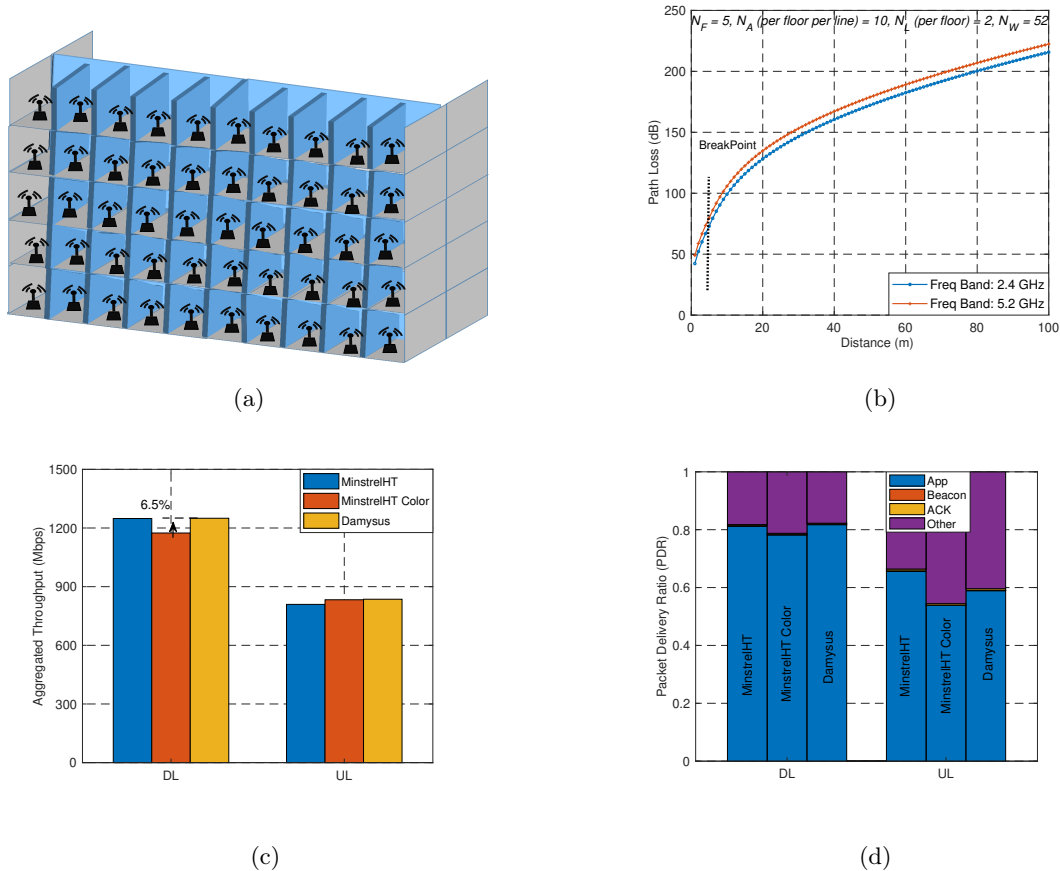 (a)
250
200
150
100
50
0
Path Loss (dB)
N_F = 5, N_A (per floor per line) = 10, N_L (per floor) = 2, N_W = 52
BreakPoint
Freq Band: 2.4 GHz
Freq Band: 5.2 GHz
0 20 40 60 80 100
Distance (m)
(b)
1500
1200
900
600
300
0
Aggregated Throughput (Mbps)
6.5%
MinstrelHT
MinstrelHT Color
Damysus
DL UL
(c)
1
0.8
0.6
0.4
0.2
0
Packet Delivery Ratio (PDR)
App
Beacon
ACK
Other
MinstrelHT
MinstrelHT Color
Damysus
MinstrelHT
MinstrelHT Color
Damysus
DL UL
(d)